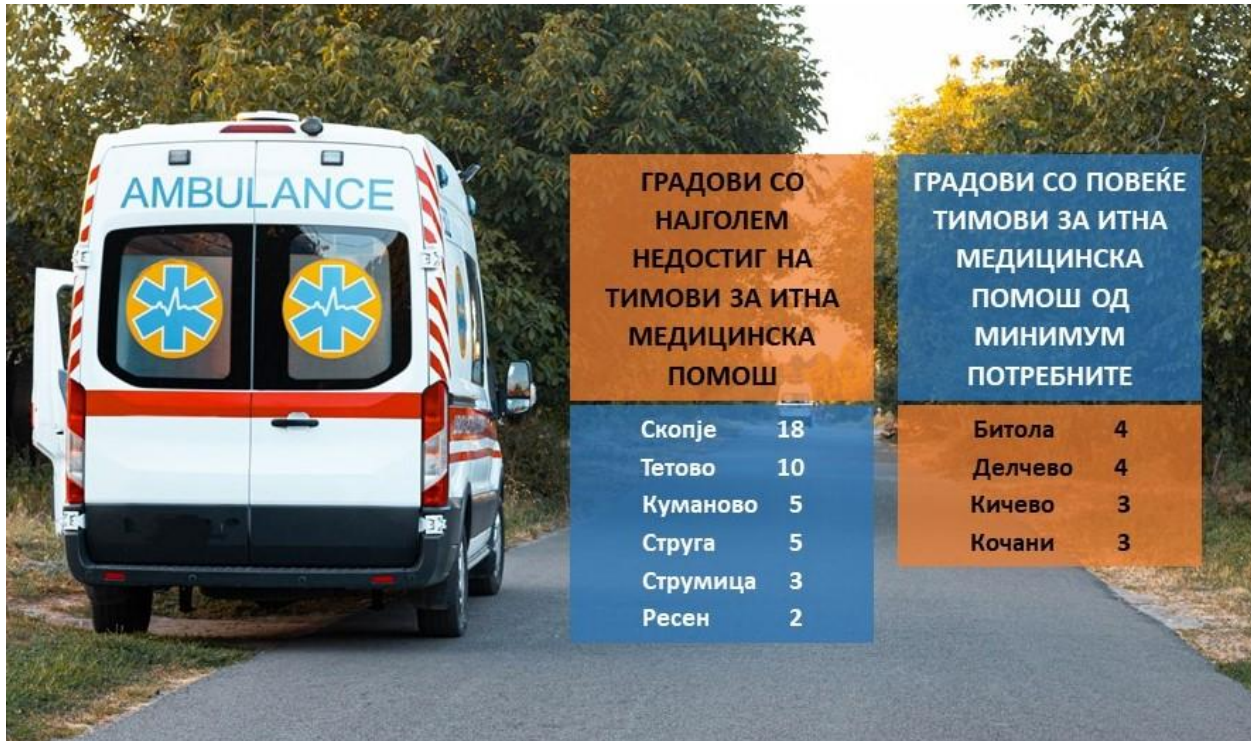 AMBULANCE
ГРАДОВИ СО
НАЈГОЛЕМ
НЕДОСТИГ НА
ТИМОВИ ЗА ИТНА
МЕДИЦИНСКА
ПОМОШ
Скопје 18
Тетово 10
Куманово 5
Струга 5
Струмица 3
Ресен 2
ГРАДОВИ СО ПОВЕЌЕ
ТИМОВИ ЗА ИТНА
МЕДИЦИНСКА
ПОМОШ ОД
МИНИМУМ
ПОТРЕБНИТЕ
Битола 4
Делчево 4
Кичево 3
Кочани 3